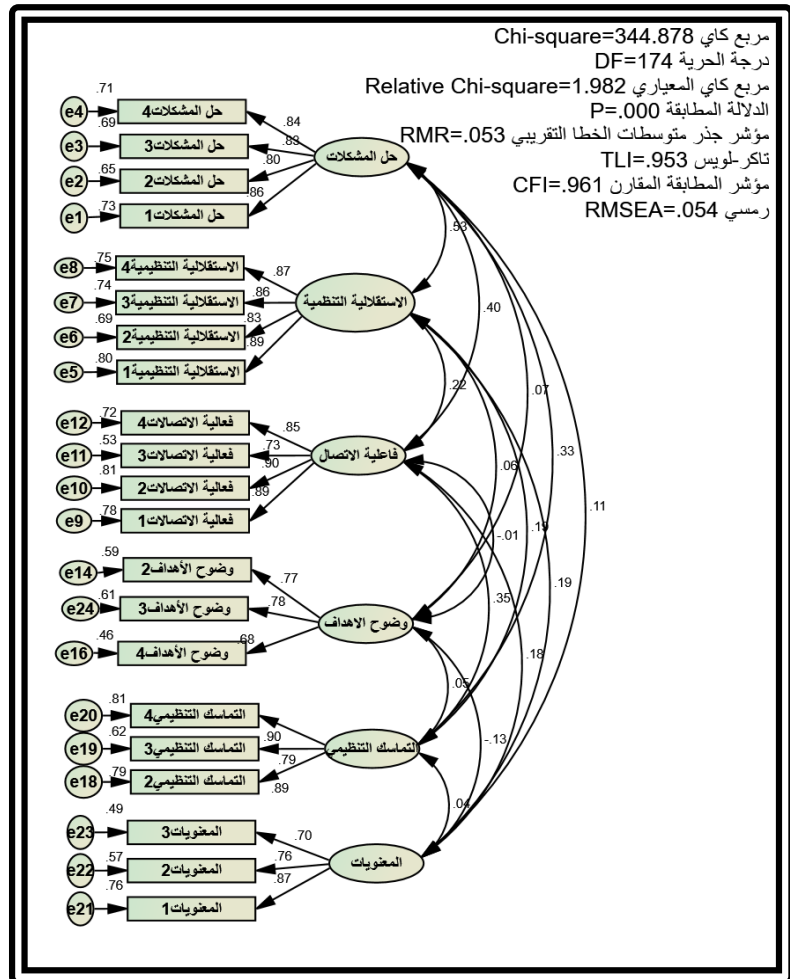 مربع كاي Chi-square=344.878
درجة الحرية DF=174
مربع كاي المعياري Relative Chi-square=1.982
الدلالة المطابقة P=.000
مؤشر جذر متوسطات الخطا التقريبي RMR=.053
تاكر-لويس TLI=.953
مؤشر المطابقة المقارن CFI=.961
رمسي RMSEA=.054
.71
e4 حل المشكلات4 .84
.69
e3 حل المشكلات3 .83
حل المشكلات
.65
e2 حل المشكلات2 .80
.73
e1 حل المشكلات1 .86
.53
.75
e8 الاستقلالية التنظيمية4 .87
.74
e7 الاستقلالية التنظيمية3 .86
الاستقلالية التنظمية
.40
.69
e6 الاستقلالية التنظيمية2 .83
.80
e5 الاستقلالية التنظيمية1 .89
.22
.07
.72
e12 فعالية الاتصالات4 .85
.53
e11 فعالية الاتصالات3 .73
فاعلية الاتصال
.33
.81
e10 فعالية الاتصالات2 .90
.06
.78
e9 فعالية الاتصالات1 .89
.11
.19
-.01
.59
e14 وضوح الأهداف2 .77
.35
.19
.61
e24 وضوح الأهداف3 .78
وضوح الاهداف
.46
e16 وضوح الأهداف4 .68
.18
.05
.81
e20 التماسك التنظيمي4 .90
.62
e19 التماسك التنظيمي3 .79
التماسك التنظيمي
-.13
.79
e18 التماسك التنظيمي2 .89
.04
.49
e23 المعنويات3 .70
.57
e22 المعنويات2 .76
المعنويات
.76
e21 المعنويات1 .87